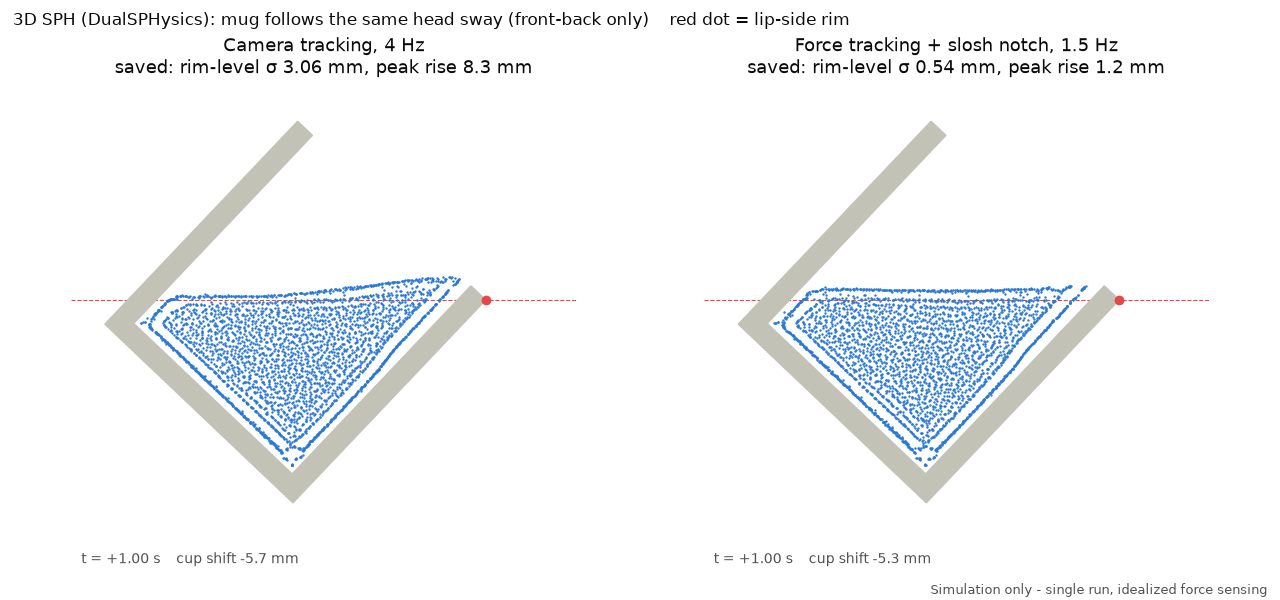 3D SPH (DualSPHysics): mug follows the same head sway (front-back only)    red dot = lip-side rim
Camera tracking, 4 Hz
saved: rim-level σ 3.06 mm, peak rise 8.3 mm
Force tracking + slosh notch, 1.5 Hz
saved: rim-level σ 0.54 mm, peak rise 1.2 mm
t = +1.00 s    cup shift -5.7 mm
t = +1.00 s    cup shift -5.3 mm
Simulation only - single run, idealized force sensing